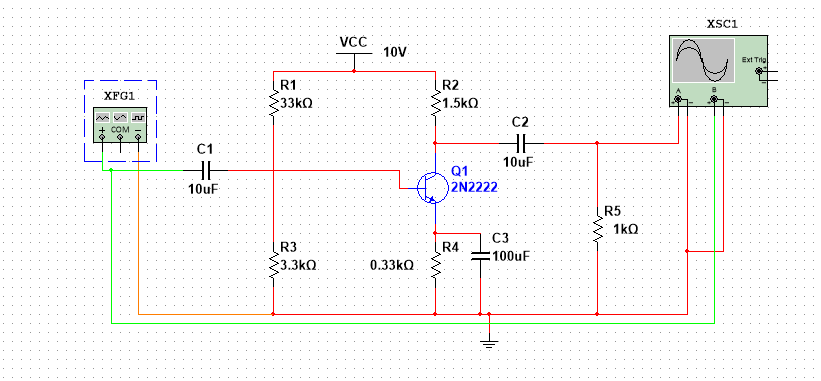 XSC1
VCC
10V
Ext Trig
+
-
A
B
+ - + -
XFG1
+ COM -
R1
33kΩ
R2
1.5kΩ
C1
10uF
C2
10uF
Q1
2N2222
R5
1kΩ
R3
3.3kΩ
0.33kΩ
R4
C3
100uF